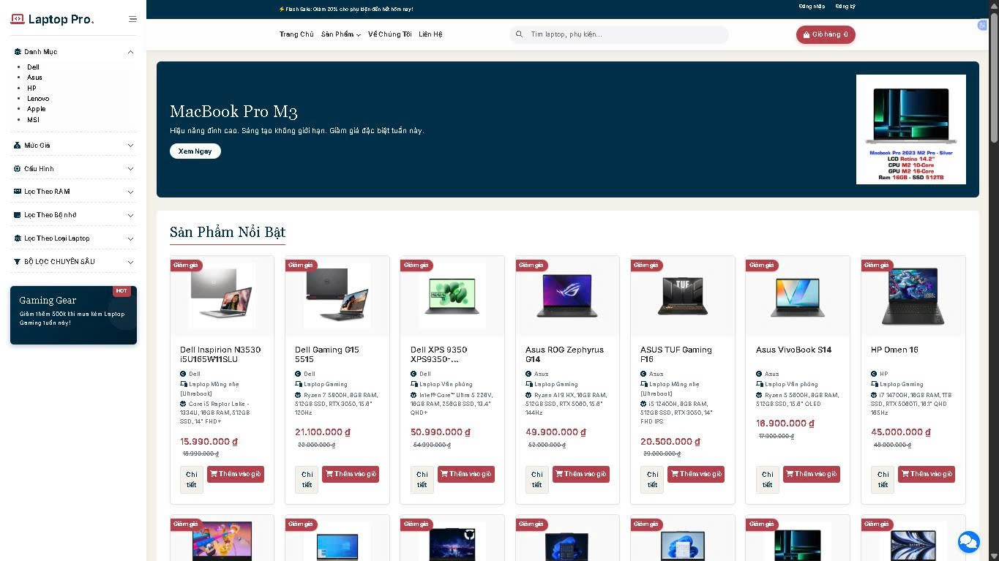 Laptop Pro.
⚡ Flash Sale: Giảm 20% cho phụ kiện đến hết hôm nay!
Đăng nhập
Đăng ký
Trang Chủ
Sản Phẩm
Về Chúng Tôi
Liên Hệ
Tìm laptop, phụ kiện...
Giỏ hàng 0
Danh Mục
Dell
Asus
HP
Lenovo
Apple
MSI
Mức Giá
Cấu Hình
Lọc Theo RAM
Lọc Theo Bộ nhớ
Lọc Theo Loại Laptop
BỘ LỌC CHUYÊN SÂU
HOT
Gaming Gear
Giảm thêm 500k khi mua kèm Laptop
Gaming tuần này!
MacBook Pro M3
Hiệu năng đỉnh cao. Sáng tạo không giới hạn. Giảm giá đặc biệt tuần này.
Xem Ngay
Macbook Pro 2023 M2 Pro - Silver
LCD Retina 14.2"
CPU M2 10-Core
GPU M2 16-Core
Ram 16GB - SSD 512TB
Sản Phẩm Nổi Bật
Giảm giá
Dell Inspirion N3530
i5U165W11SLU
Dell
Laptop Mỏng nhẹ
(Ultrabook)
Core i5 Raptor Lake -
1334U, 16GB RAM, 512GB
SSD, 14" FHD+
15.990.000 ₫
18.990.000 ₫
Chi
tiết
Thêm vào giỏ
Giảm giá
Dell Gaming G15
5515
Dell
Laptop Gaming
Ryzen 7 5800H, 8GB RAM,
512GB SSD, RTX 3050, 15.6"
120Hz
21.100.000 ₫
22.000.000 ₫
Chi
tiết
Thêm vào giỏ
Giảm giá
Dell XPS 9350
XPS9350-...
Dell
Laptop Văn phòng
Intel® Core™ Ultra 5 226V,
16GB RAM, 256GB SSD, 13.4"
QHD+
50.990.000 ₫
54.990.000 ₫
Chi
tiết
Thêm vào giỏ
Giảm giá
Asus ROG Zephyrus
G14
Asus
Laptop Gaming
Ryzen AI 9 HX, 16GB RAM,
512GB SSD, RTX 5060, 15.6"
144Hz
49.900.000 ₫
52.000.000 ₫
Chi
tiết
Thêm vào giỏ
Giảm giá
TUF
ASUS TUF Gaming
F16
Asus
Laptop Mỏng nhẹ
(Ultrabook)
i5 12400H, 8GB RAM,
512GB SSD, RTX 3050, 14"
FHD IPS
20.500.000 ₫
29.000.000 ₫
Chi
tiết
Thêm vào giỏ
Giảm giá
Asus VivoBook S14
Asus
Laptop Văn phòng
Ryzen 5 5600H, 8GB RAM,
512GB SSD, 15.6" OLED
16.900.000 ₫
17.900.000 ₫
Chi
tiết
Thêm vào giỏ
Giảm giá
HP Omen 16
HP
Laptop Gaming
i7 14700H, 16GB RAM, 1TB
SSD, RTX 5060Ti, 16.1" QHD
165Hz
45.000.000 ₫
48.000.000 ₫
Chi
tiết
Thêm vào giỏ
Giảm giá
Giảm giá
Giảm giá
Giảm giá
Giảm giá
Giảm giá
Giảm giá